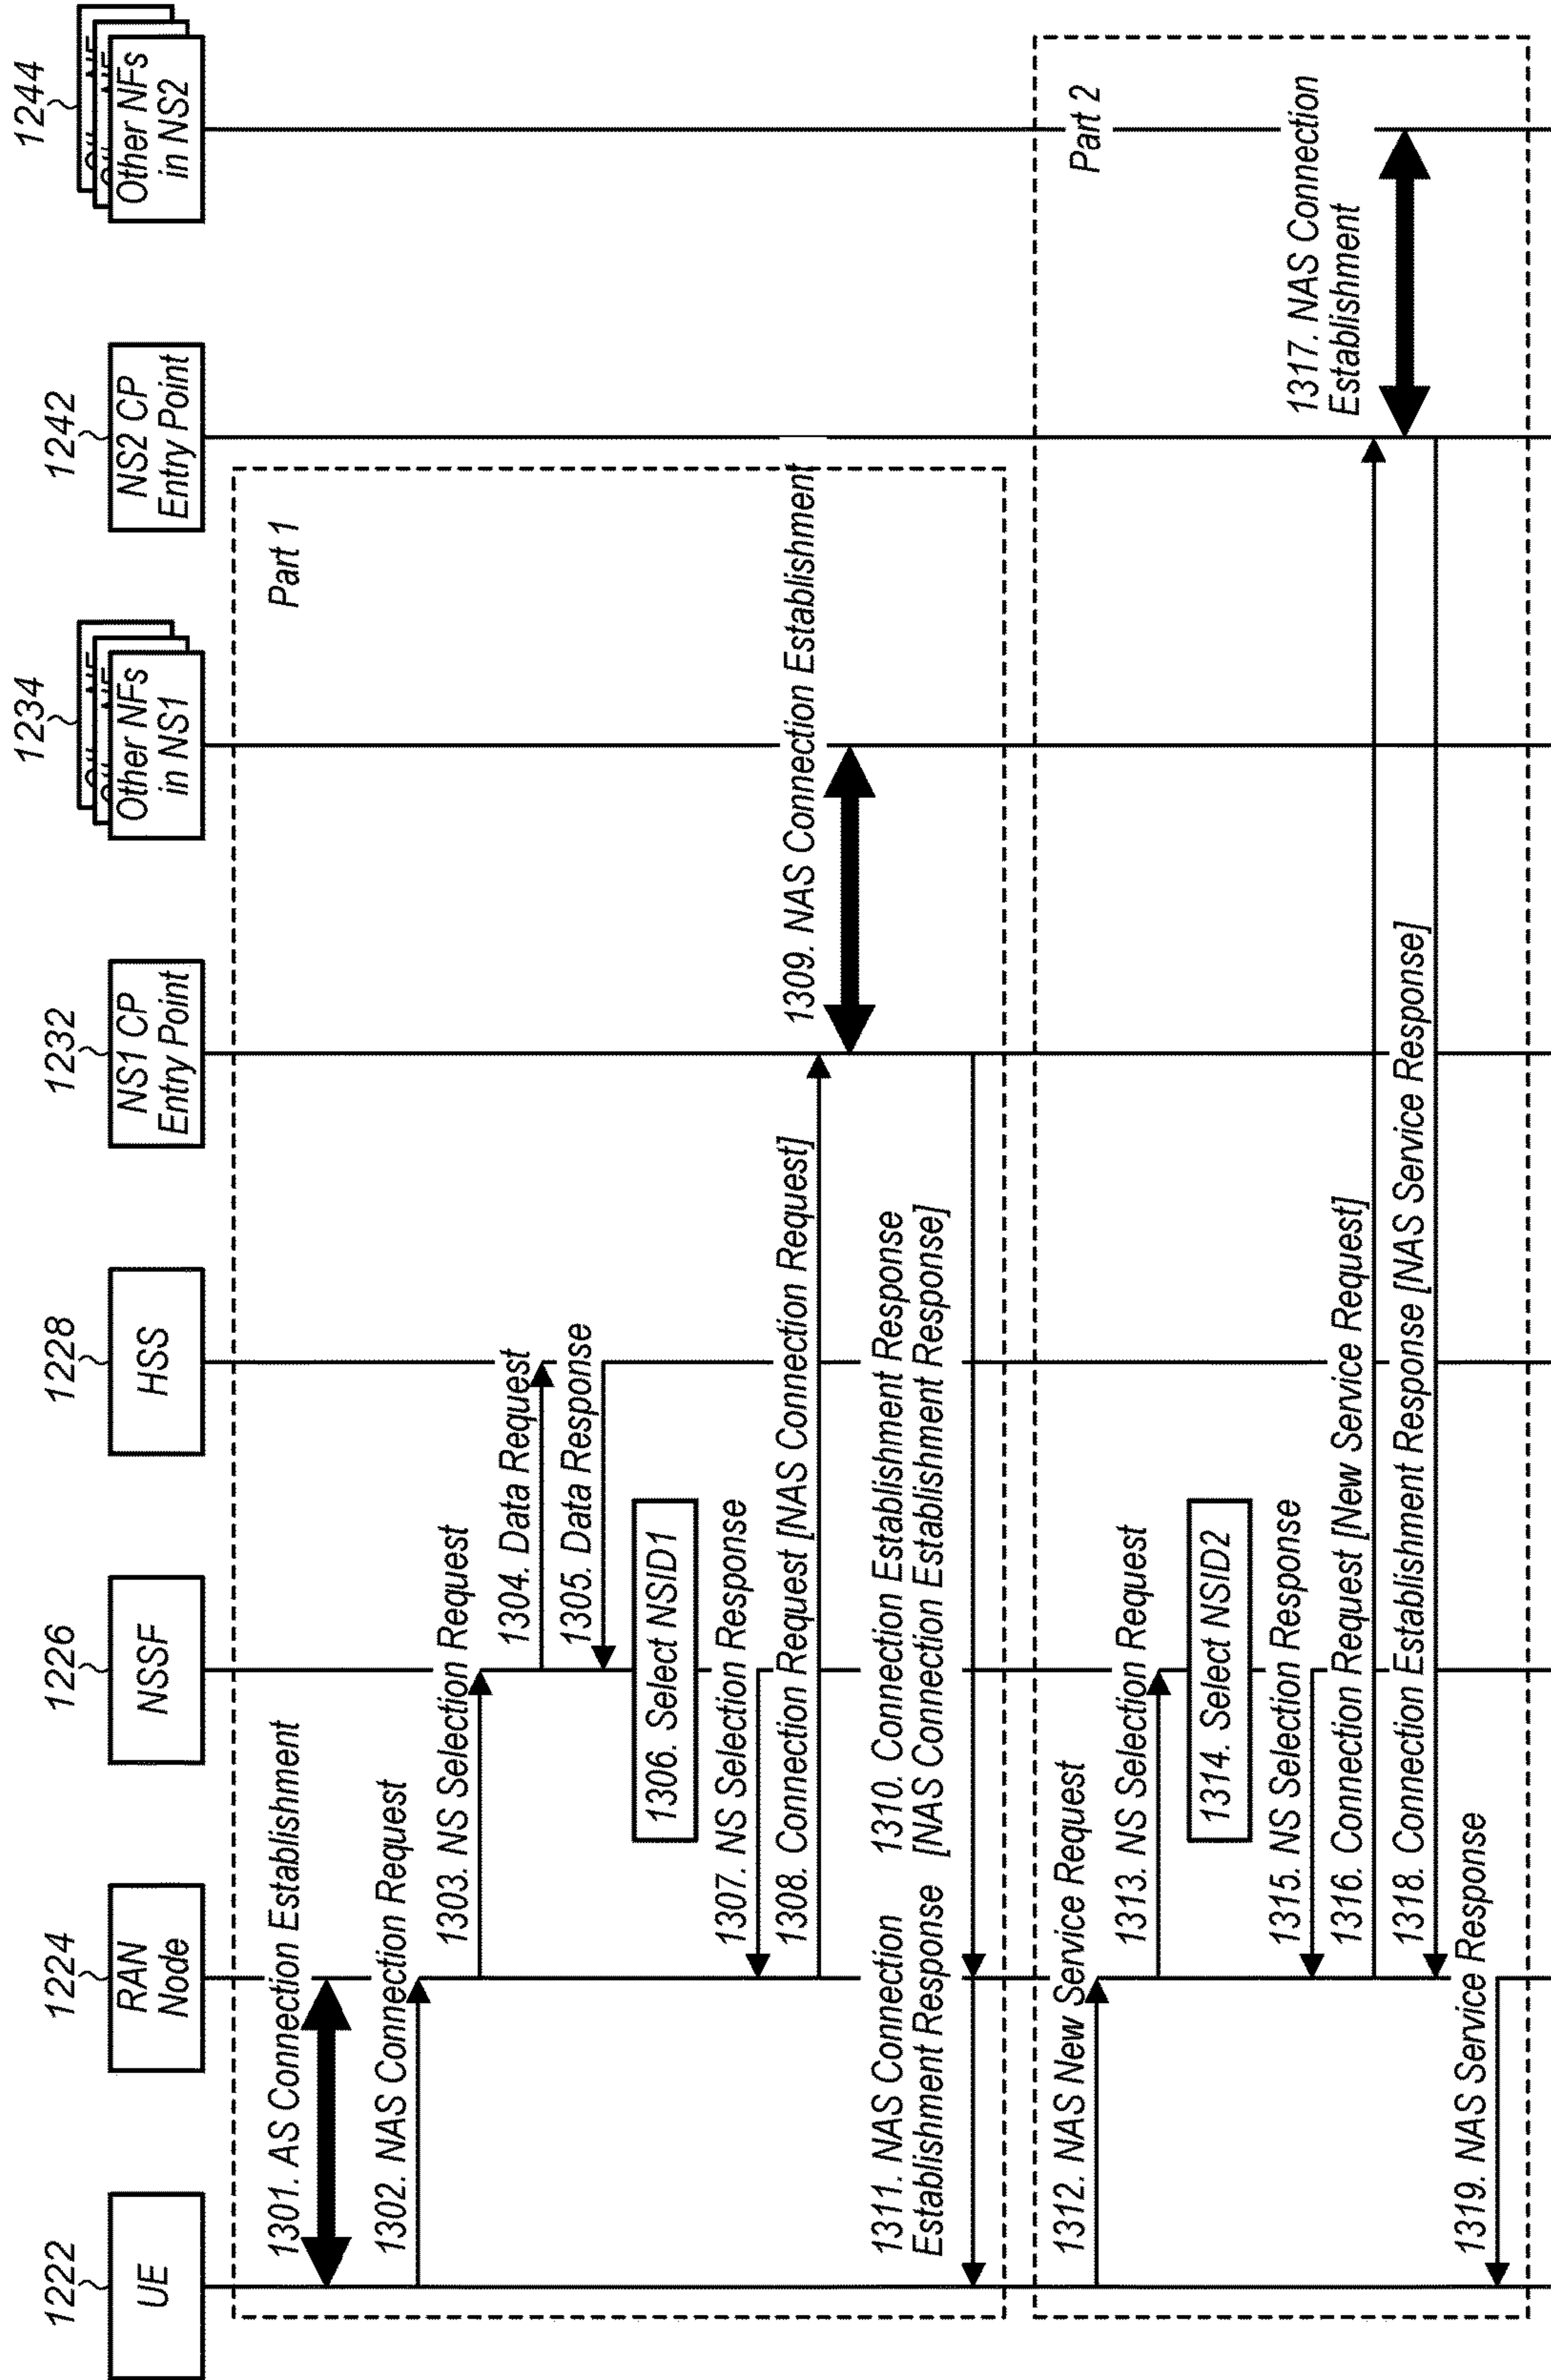 1222
UE
1224
RAN
Node
1226
NSSF
1228
HSS
1232
NS1 CP
Entry Point
1234
Other NFs
in NS1
1242
NS2 CP
Entry Point
1244
Other NFs
in NS2
Part 1
1301. AS Connection Establishment
1302. NAS Connection Request
1303. NS Selection Request
1304. Data Request
1305. Data Response
1306. Select NSID1
1307. NS Selection Response
1308. Connection Request [NAS Connection Request]
1309. NAS Connection Establishment
1310. Connection Establishment Response
[NAS Connection Establishment Response]
1311. NAS Connection
Establishment Response
Part 2
1312. NAS New Service Request
1313. NS Selection Request
1314. Select NSID2
1315. NS Selection Response
1316. Connection Request [New Service Request]
1317. NAS Connection
Establishment
1318. Connection Establishment Response [NAS Service Response]
1319. NAS Service Response